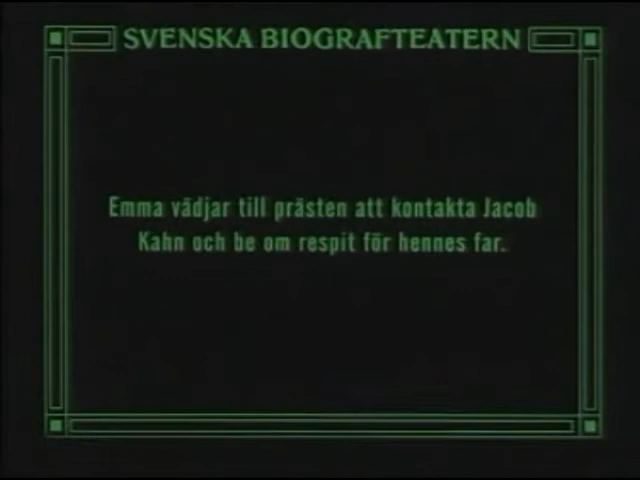 SVENSKA BIOGRAFTEATERN
Emma vädjar till prästen att kontakta Jacob
Kahn och be om respit för hennes far.